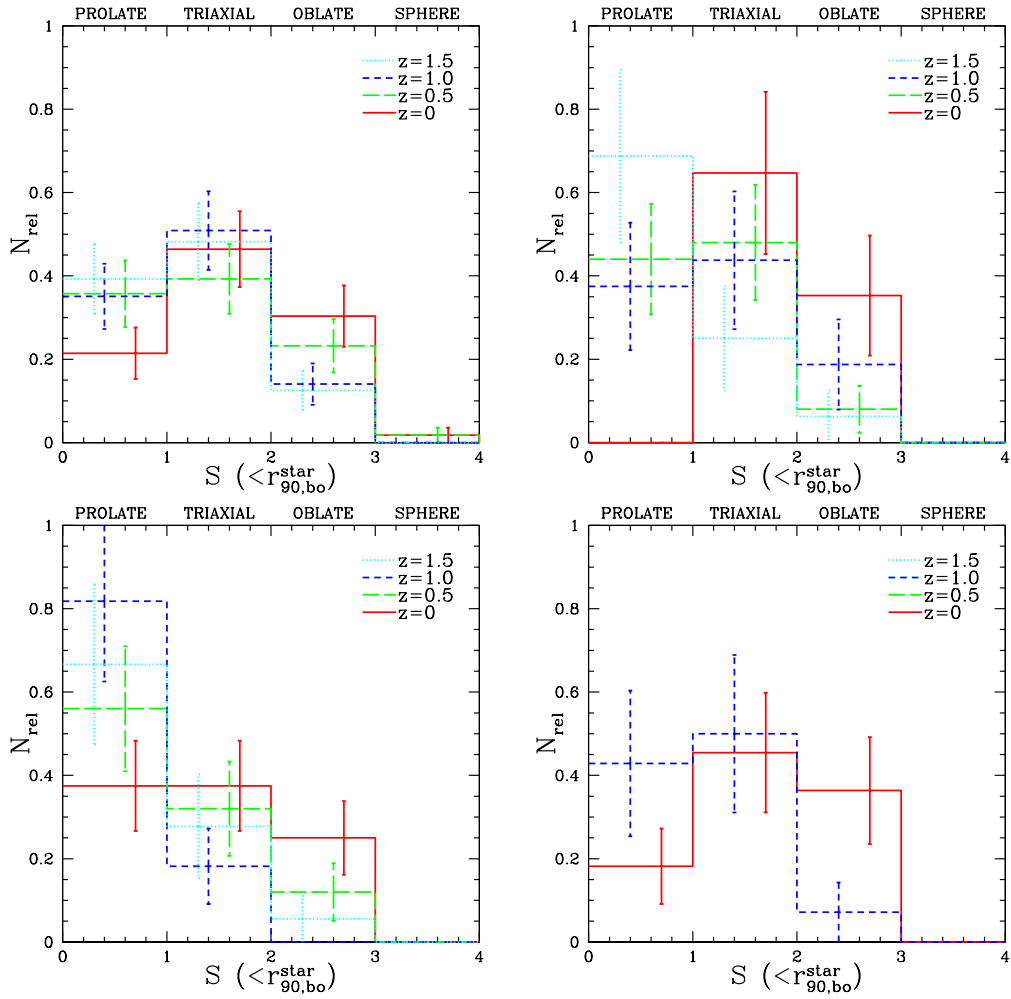 PROLATE TRIAXIAL OBLATE SPHERE
1
z=1.5
z=1.0
z=0.5
z=0
0.8
0.6
0.4
0.2
0
N_rel
0 1 2 3 4
S (<r^star_90,bo)
PROLATE TRIAXIAL OBLATE SPHERE
1
z=1.5
z=1.0
z=0.5
z=0
0.8
0.6
0.4
0.2
0
N_rel
0 1 2 3 4
S (<r^star_90,bo)
PROLATE TRIAXIAL OBLATE SPHERE
1
z=1.5
z=1.0
z=0.5
z=0
0.8
0.6
0.4
0.2
0
N_rel
0 1 2 3 4
S (<r^star_90,bo)
PROLATE TRIAXIAL OBLATE SPHERE
1
z=1.5
z=1.0
z=0.5
z=0
0.8
0.6
0.4
0.2
0
N_rel
0 1 2 3 4
S (<r^star_90,bo)